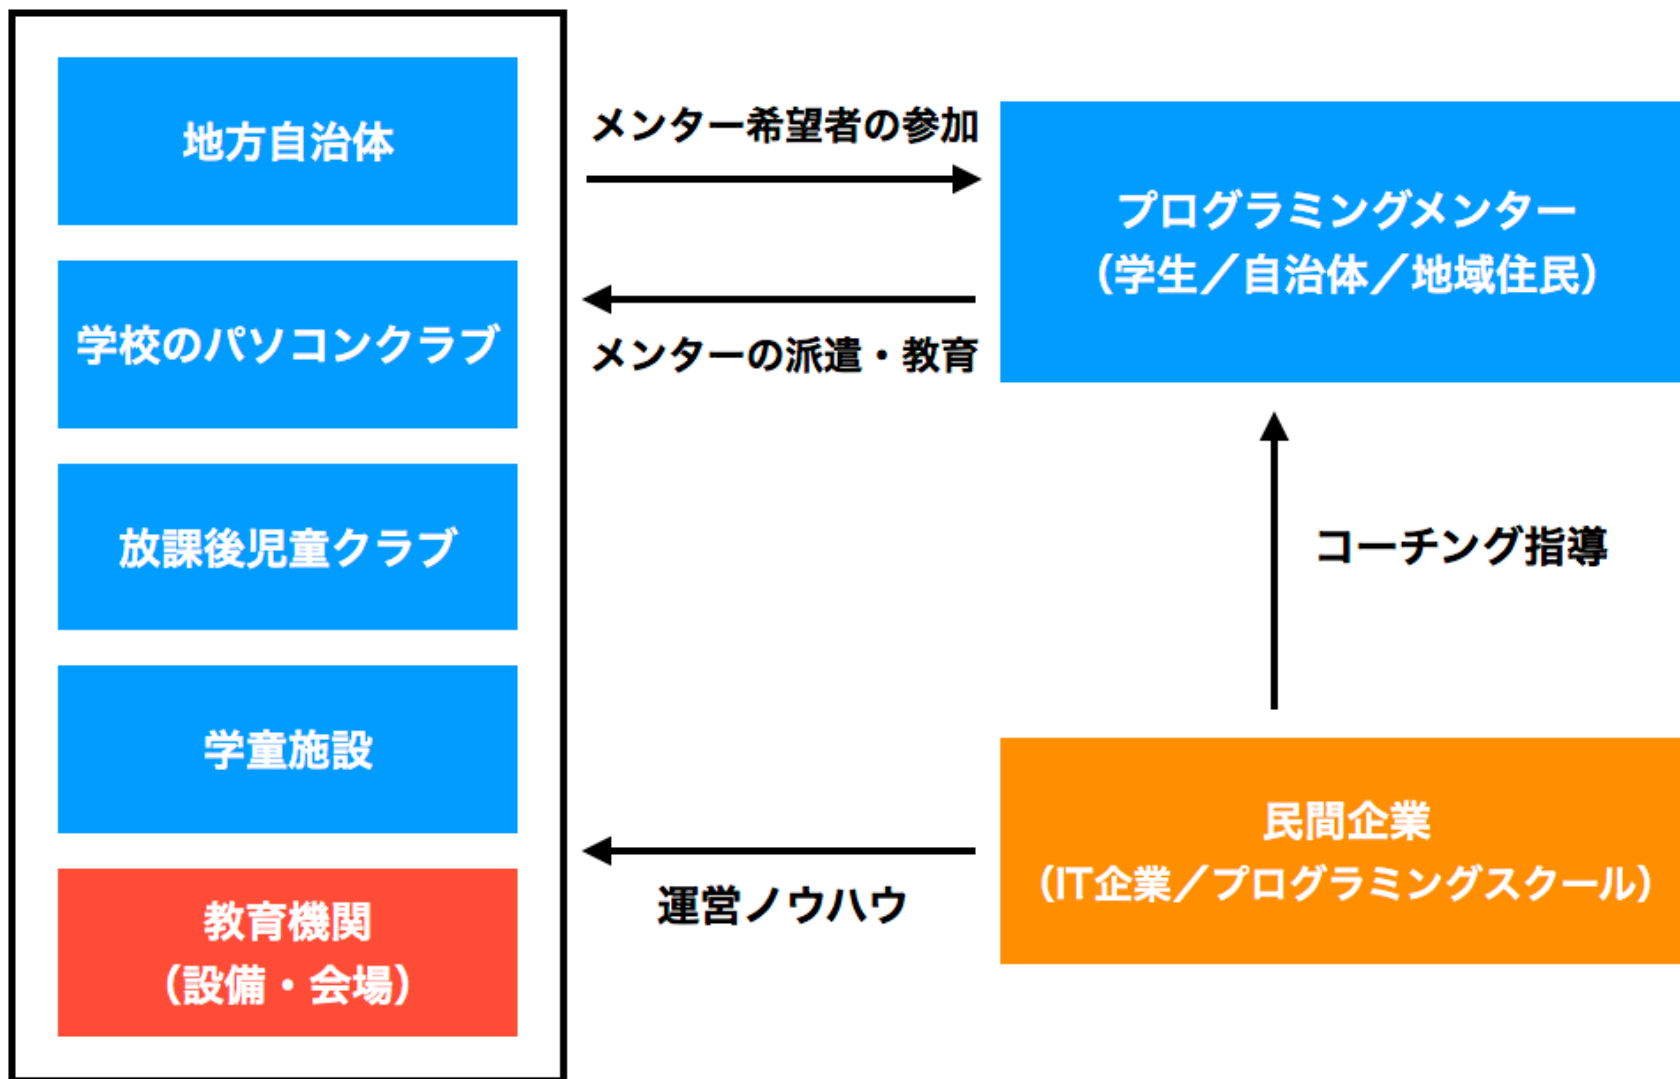 地方自治体
学校のパソコンクラブ
放課後児童クラブ
学童施設
教育機関
（設備・会場）
メンター希望者の参加
メンターの派遣・教育
運営ノウハウ
プログラミングメンター
（学生／自治体／地域住民）
コーチング指導
民間企業
（IT企業／プログラミングスクール）